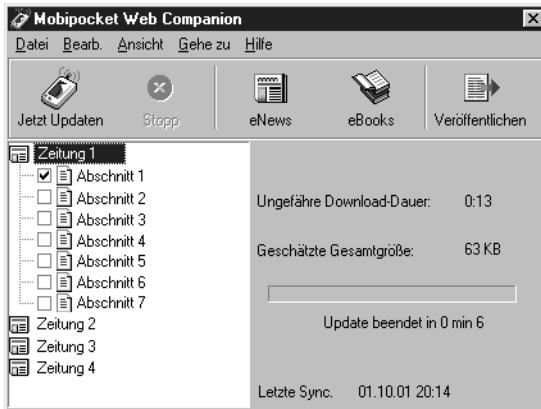 Mobipocket Web Companion
Datei Bearb. Ansicht Gehe zu Hilfe
Jetzt Updaten Stopp eNews eBooks Veröffentlichen
Zeitung 1
Abschnitt 1
Abschnitt 2
Abschnitt 3
Abschnitt 4
Abschnitt 5
Abschnitt 6
Abschnitt 7
Zeitung 2
Zeitung 3
Zeitung 4
Ungefähre Download-Dauer: 0:13
Geschätzte Gesamtgröße: 63 KB
Update beendet in 0 min 6
Letzte Sync. 01.10.01 20:14